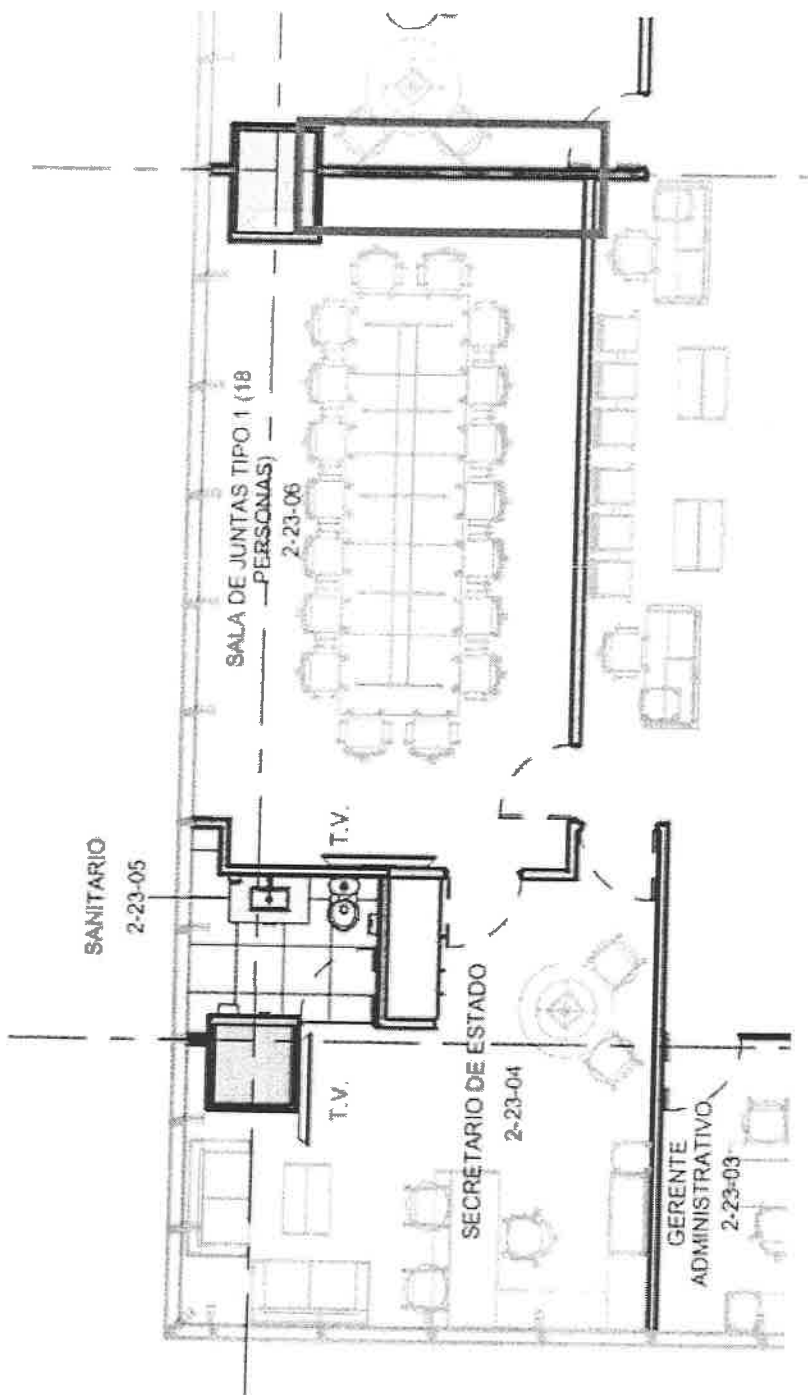 SANITARIO
2-23-05
SALA DE JUNTAS TIPO 1 (18
PERSONAS)
2-23-06
T.V.
T.V.
SECRETARIO DE ESTADO
2-23-04
GERENTE
ADMINISTRATIVO
2-23-03